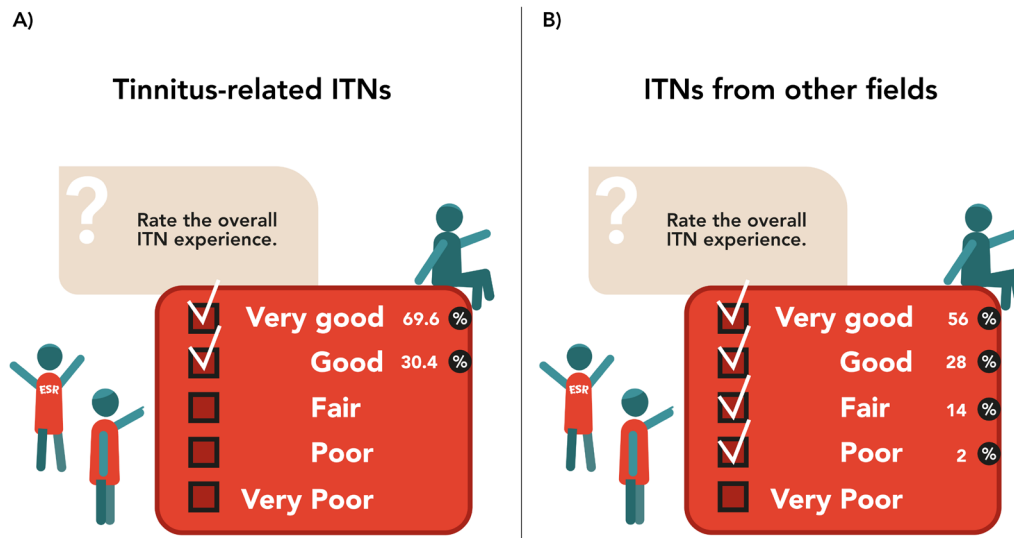 A)
Tinnitus-related ITNs
?
Rate the overall
ITN experience.
Very good 69.6 %
Good 30.4 %
Fair
Poor
Very Poor
ESR
B)
ITNs from other fields
?
Rate the overall
ITN experience.
Very good 56 %
Good 28 %
Fair 14 %
Poor 2 %
Very Poor
ESR